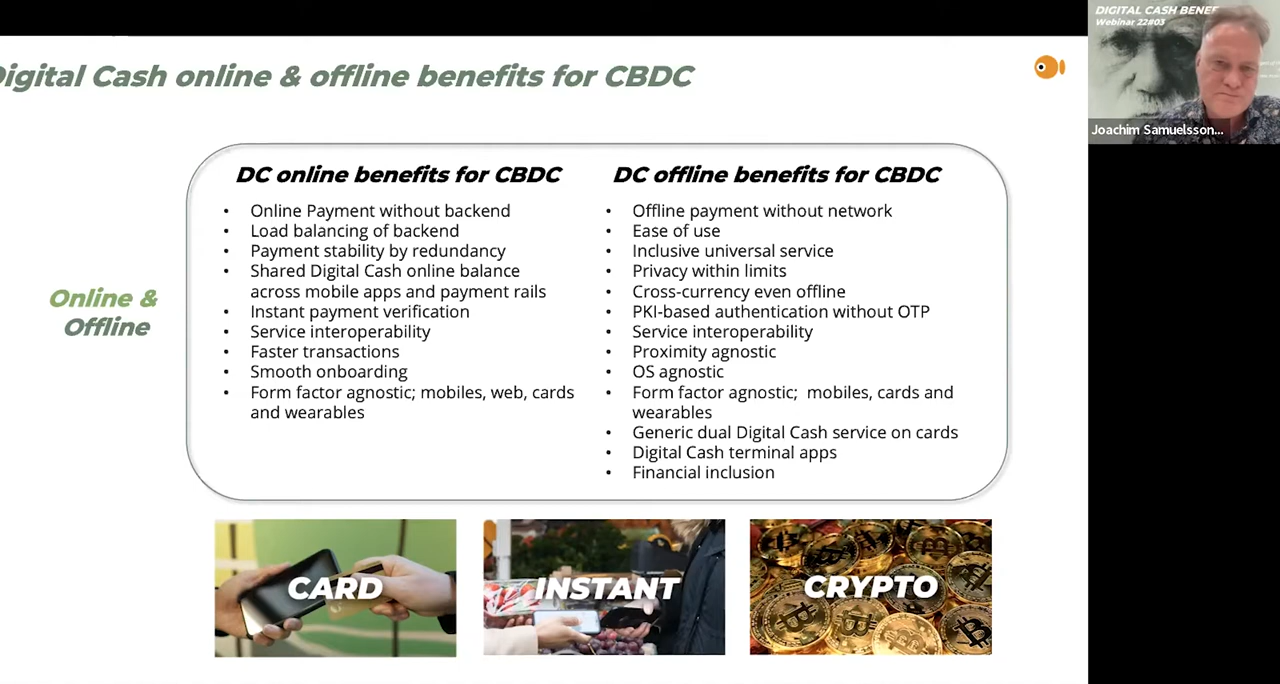 DIGITAL CASH BENEF
Webinar 22#03
Joachim Samuelsson...
Digital Cash online & offline benefits for CBDC
Online &
Offline
DC online benefits for CBDC
• Online Payment without backend
• Load balancing of backend
• Payment stability by redundancy
• Shared Digital Cash online balance
across mobile apps and payment rails
• Instant payment verification
• Service interoperability
• Faster transactions
• Smooth onboarding
• Form factor agnostic; mobiles, web, cards
and wearables
DC offline benefits for CBDC
• Offline payment without network
• Ease of use
• Inclusive universal service
• Privacy within limits
• Cross-currency even offline
• PKI-based authentication without OTP
• Service interoperability
• Proximity agnostic
• OS agnostic
• Form factor agnostic; mobiles, cards and
wearables
• Generic dual Digital Cash service on cards
• Digital Cash terminal apps
• Financial inclusion
CARD
INSTANT
CRYPTO